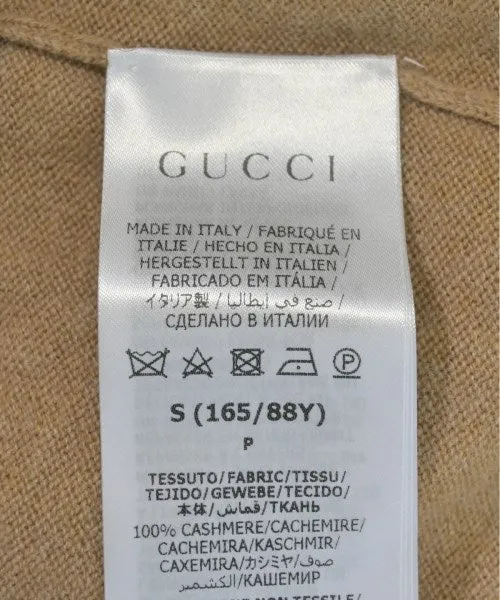 GUCCI
MADE IN ITALY / FABRIQUÉ EN
ITALIE / HECHO EN ITALIA /
HERGESTELLT IN ITALIEN /
FABRICADO EM ITÁLIA /
イタリア製 / صنع في إيطاليا /
СДЕЛАНО В ИТАЛИИ
P
S (165/88Y)
P
TESSUTO/FABRIC/TISSU/
TEJIDO/GEWEBE/TECIDO/
本体/قماش/ТКАНЬ
100% CASHMERE/CACHEMIRE/
CACHEMIRA/KASCHMIR/
CAXEMIRA/カシミヤ/صوف
الكشمير/КАШЕМИР
NON TESSILE/